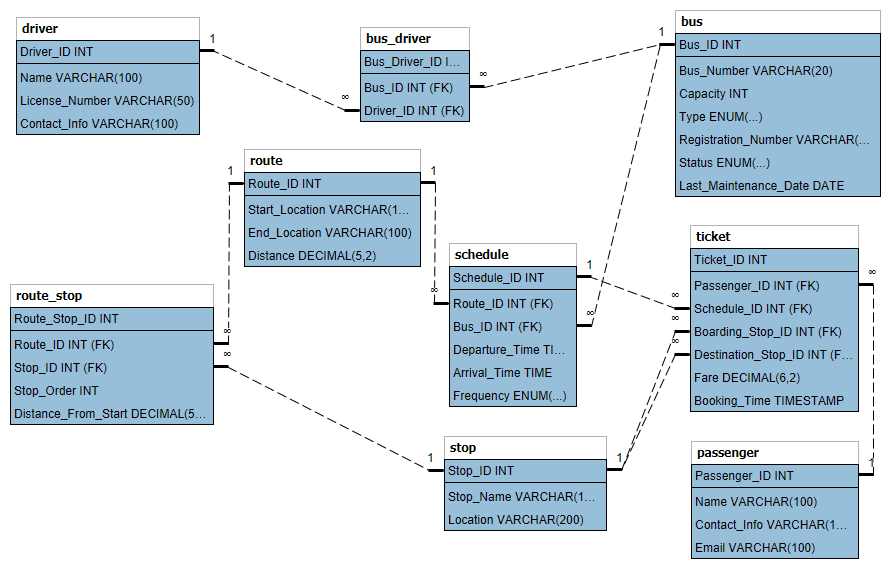 driver
Driver_ID INT
Name VARCHAR(100)
License_Number VARCHAR(50)
Contact_Info VARCHAR(100)
1
∞
bus_driver
Bus_Driver_ID I...
Bus_ID INT (FK)
Driver_ID INT (FK)
∞
1
bus
Bus_ID INT
Bus_Number VARCHAR(20)
Capacity INT
Type ENUM(...)
Registration_Number VARCHAR(...
Status ENUM(...)
Last_Maintenance_Date DATE
1
route
Route_ID INT
Start_Location VARCHAR(1...
End_Location VARCHAR(100)
Distance DECIMAL(5,2)
1
∞
schedule
Schedule_ID INT
Route_ID INT (FK)
Bus_ID INT (FK)
Departure_Time TI...
Arrival_Time TIME
Frequency ENUM(...)
1
∞
∞
ticket
Ticket_ID INT
Passenger_ID INT (FK)
Schedule_ID INT (FK)
Boarding_Stop_ID INT (FK)
Destination_Stop_ID INT (F...
Fare DECIMAL(6,2)
Booking_Time TIMESTAMP
∞
∞
∞
∞
route_stop
Route_Stop_ID INT
Route_ID INT (FK)
Stop_ID INT (FK)
Stop_Order INT
Distance_From_Start DECIMAL(5...
∞
∞
1
stop
Stop_ID INT
Stop_Name VARCHAR(1...
Location VARCHAR(200)
1
passenger
Passenger_ID INT
Name VARCHAR(100)
Contact_Info VARCHAR(1...
Email VARCHAR(100)
1